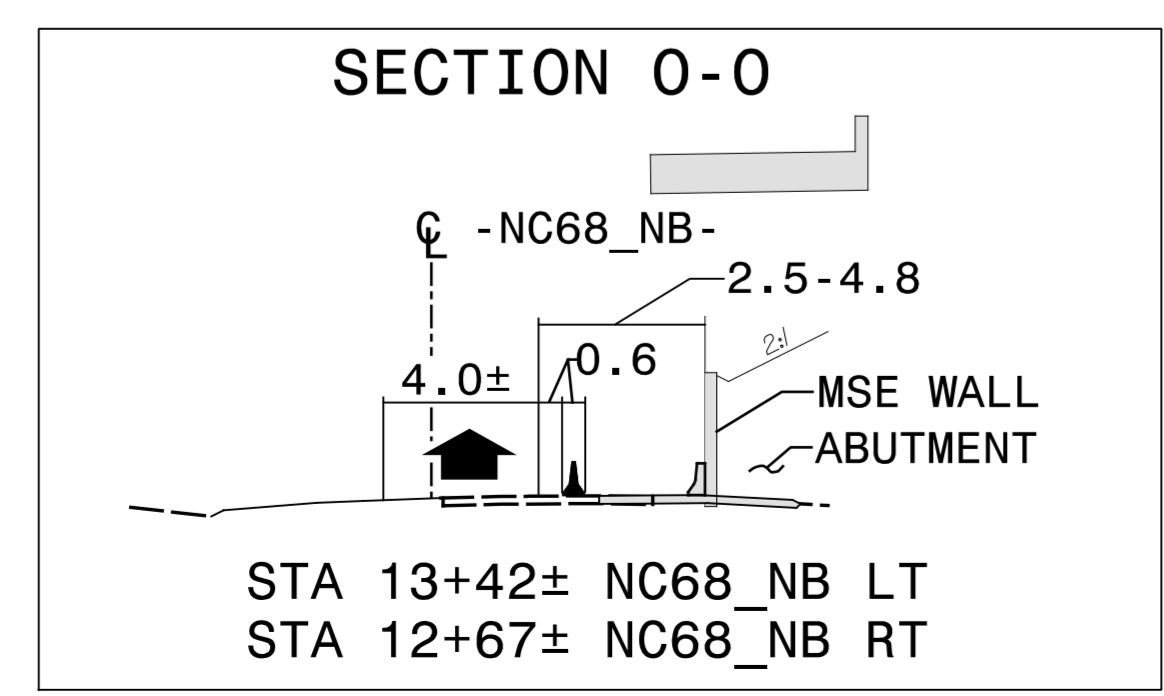 SECTION O-O
℄ -NC68_NB-
2.5-4.8
2:1
0.6
4.0±
MSE WALL
ABUTMENT
STA 13+42± NC68_NB LT
STA 12+67± NC68_NB RT